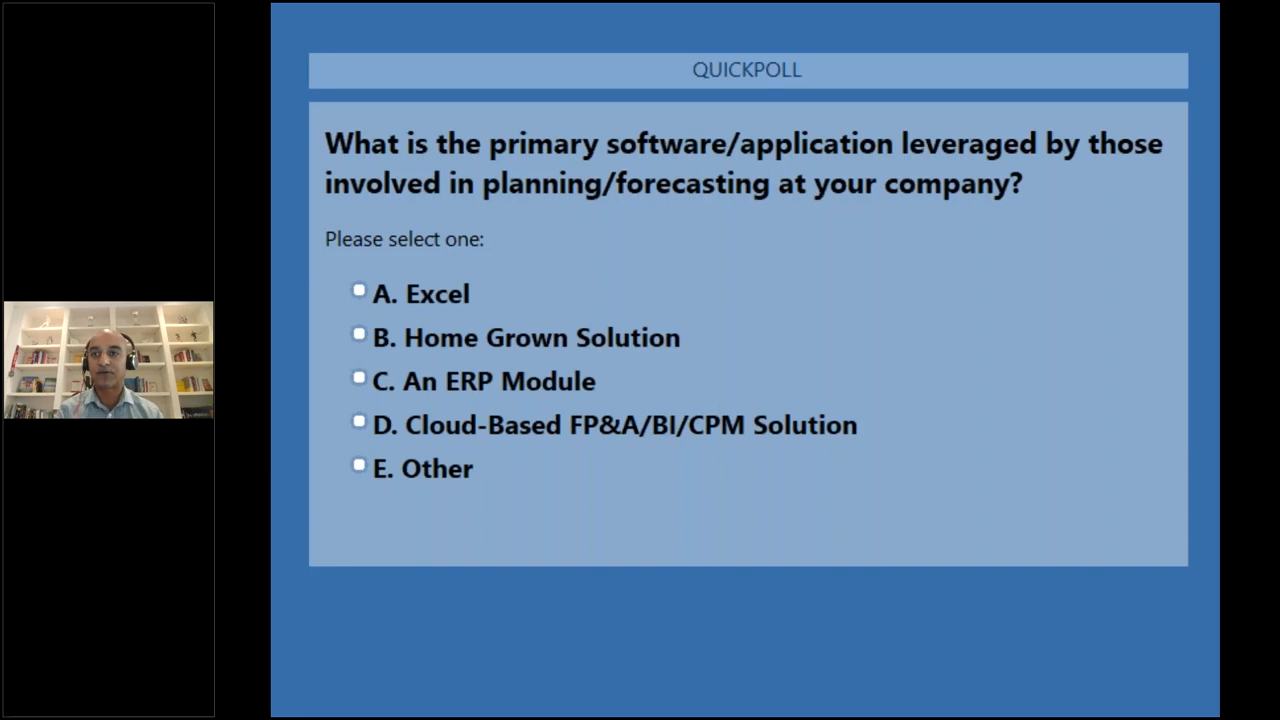 QUICKPOLL
What is the primary software/application leveraged by those
involved in planning/forecasting at your company?
Please select one:
A. Excel
B. Home Grown Solution
C. An ERP Module
D. Cloud-Based FP&A/BI/CPM Solution
E. Other